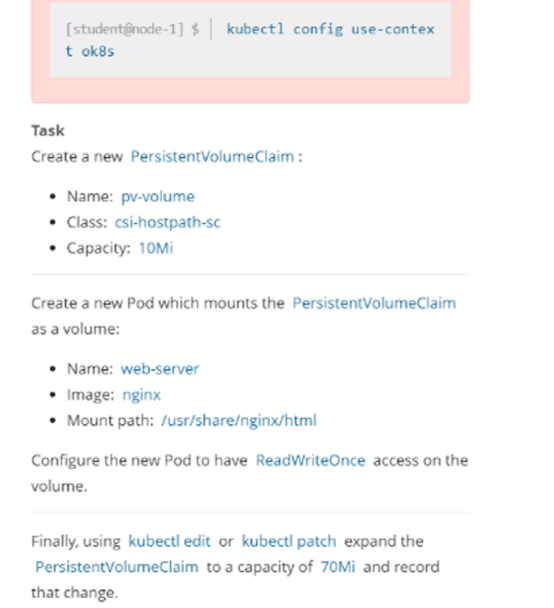 [student@node-1] $ | kubectl config use-contex
t ok8s
Task
Create a new PersistentVolumeClaim :
• Name: pv-volume
• Class: csi-hostpath-sc
• Capacity: 10Mi
Create a new Pod which mounts the PersistentVolumeClaim
as a volume:
• Name: web-server
• Image: nginx
• Mount path: /usr/share/nginx/html
Configure the new Pod to have ReadWriteOnce access on the
volume.
Finally, using kubectl edit or kubectl patch expand the
PersistentVolumeClaim to a capacity of 70Mi and record
that change.